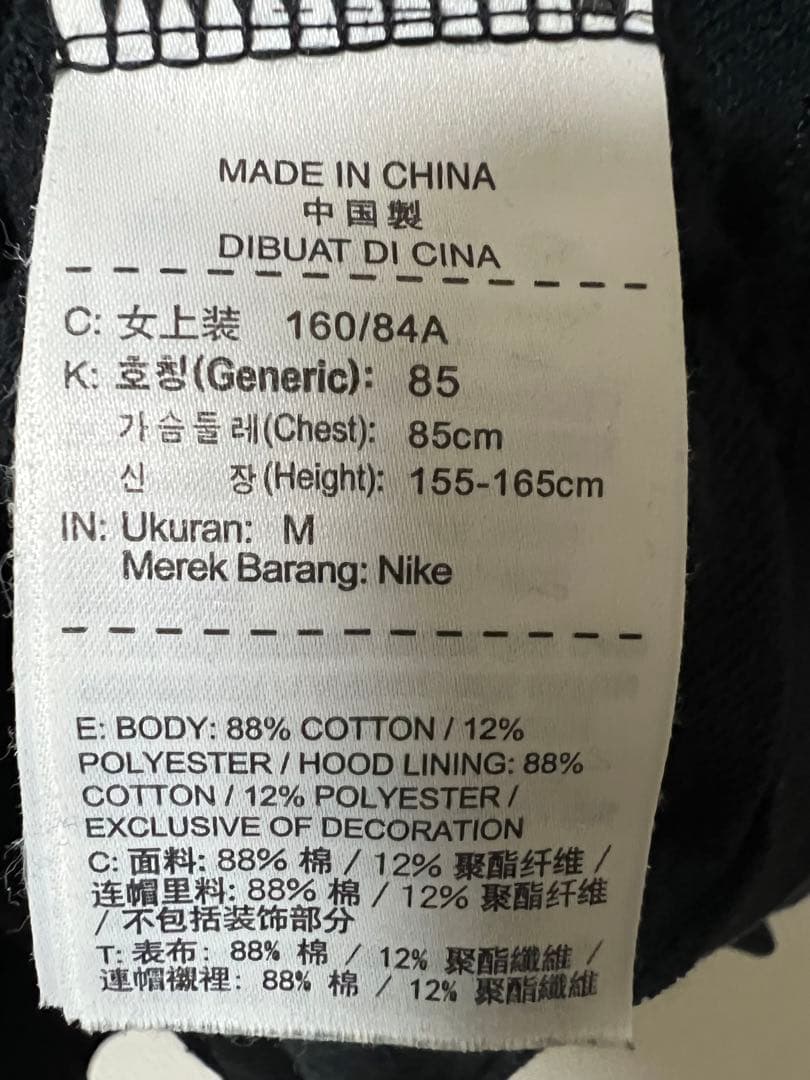 MADE IN CHINA
中国製
DIBUAT DI CINA
C: 女上装 160/84A
K: 호칭(Generic): 85
가슴둘레(Chest): 85cm
신 장(Height): 155-165cm
IN: Ukuran: M
Merek Barang: Nike
E: BODY: 88% COTTON / 12%
POLYESTER / HOOD LINING: 88%
COTTON / 12% POLYESTER /
EXCLUSIVE OF DECORATION
C: 面料: 88% 棉 / 12% 聚酯纤维 /
连帽里料: 88% 棉 / 12% 聚酯纤维
/ 不包括装饰部分
T: 表布: 88% 棉 / 12% 聚酯纖維 /
連帽襯裡: 88% 棉 / 12% 聚酯纖維